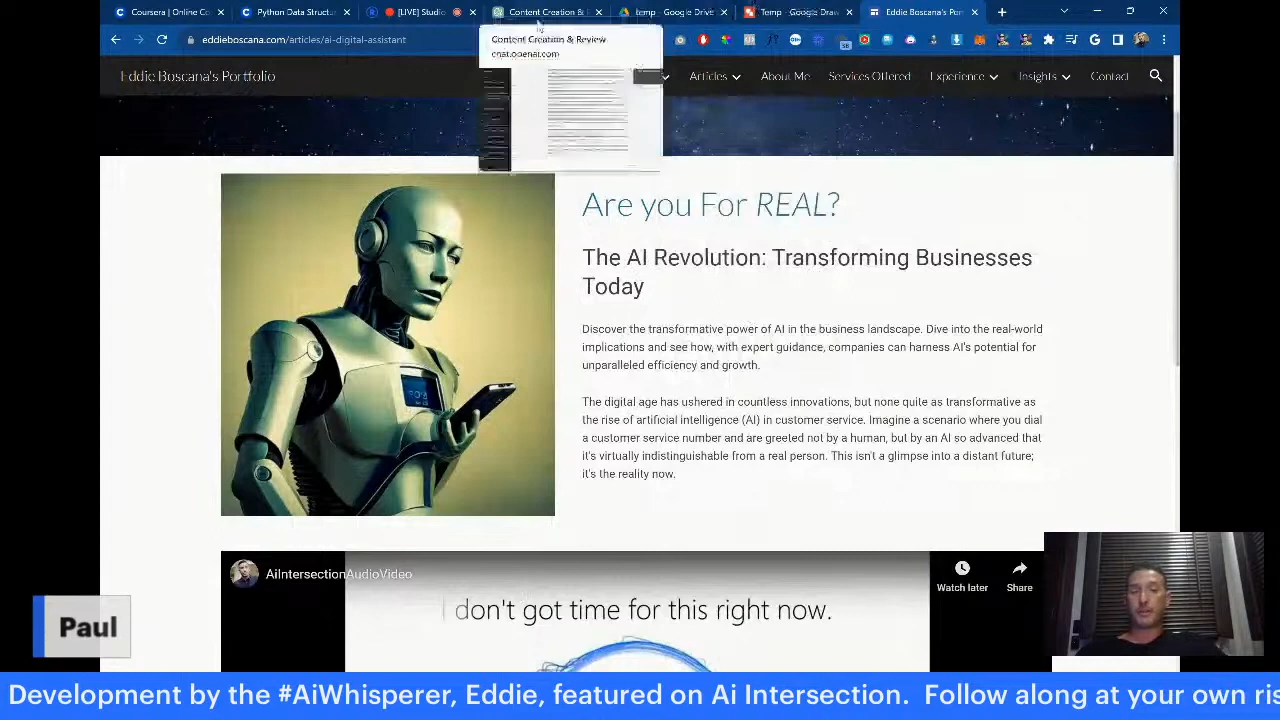 Coursera | Online Co
Python Data Structur
[LIVE] Studio
Content Creation & 
temp - Google Driv
Temp - Google Draw
Eddie Boscana's Por
eddieboscana.com/articles/ai-digital-assistant
Content Creation & Review
chat.openai.com
Eddie Boscana's Portfolio
Articles
About Me
Services Offered
Experience
Insights
Contact
Are you For REAL?
The AI Revolution: Transforming Businesses
Today
Discover the transformative power of AI in the business landscape. Dive into the real-world
implications and see how, with expert guidance, companies can harness AI's potential for
unparalleled efficiency and growth.
The digital age has ushered in countless innovations, but none quite as transformative as
the rise of artificial intelligence (AI) in customer service. Imagine a scenario where you dial
a customer service number and are greeted not by a human, but by an AI so advanced that
it's virtually indistinguishable from a real person. This isn't a glimpse into a distant future;
it's the reality now.
AiIntersectionAudioVideo
Watch later
Share
I don't got time for this right now.
Paul
Development by the #AiWhisperer, Eddie, featured on Ai Intersection. Follow along at your own ris